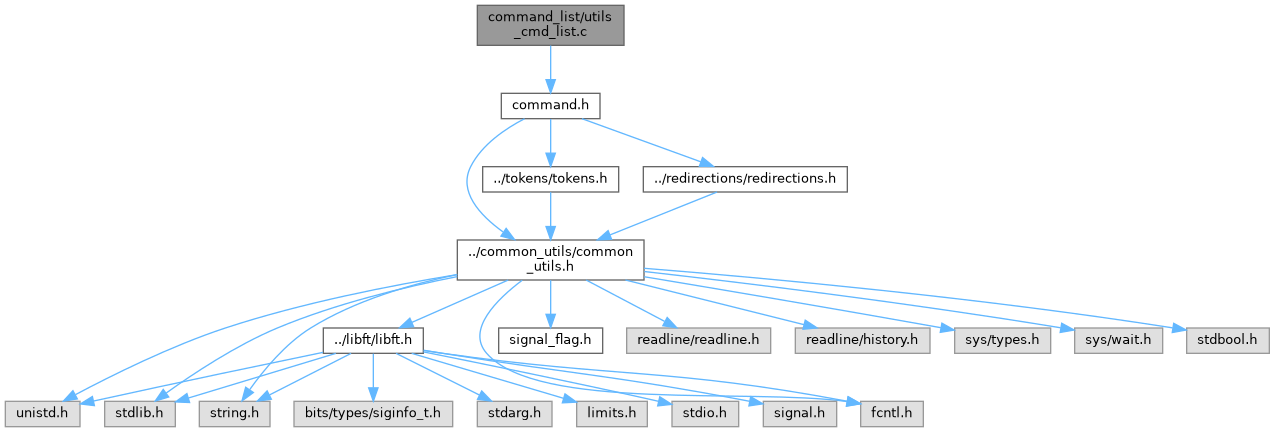 command_list/utils
_cmd_list.c
command.h
../tokens/tokens.h
../redirections/redirections.h
../common_utils/common
_utils.h
../libft/libft.h
signal_flag.h
readline/readline.h
readline/history.h
sys/types.h
sys/wait.h
stdbool.h
unistd.h
stdlib.h
string.h
bits/types/siginfo_t.h
stdarg.h
limits.h
stdio.h
signal.h
fcntl.h